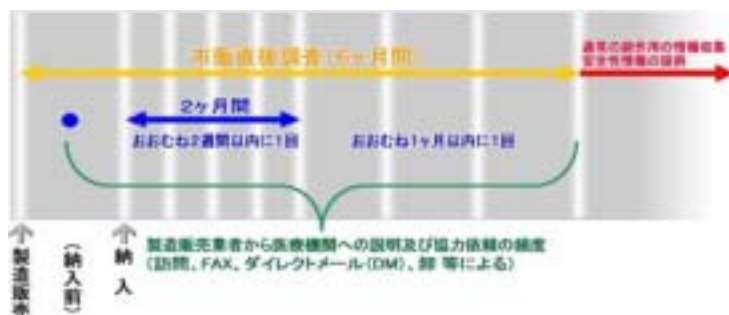 市販直後調査(6ヶ月間)
通常の副作用の情報収集
安全性情報の提供
2ヶ月間
おおむね2週間以内に1回
おおむね1ヶ月以内に1回
製造販売業者から医療機関への説明及び協力依頼の頻度
(訪問、FAX、ダイレクトメール(DM)、卸 等による)
製造販売
(納入前)
納入